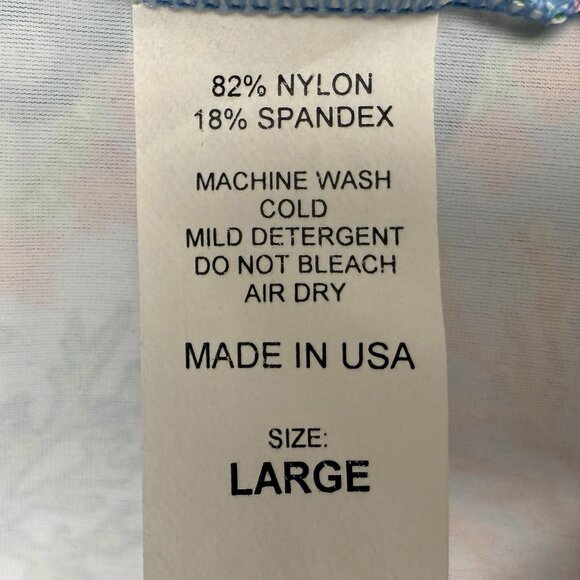 82% NYLON
18% SPANDEX
MACHINE WASH
COLD
MILD DETERGENT
DO NOT BLEACH
AIR DRY
MADE IN USA
SIZE:
LARGE